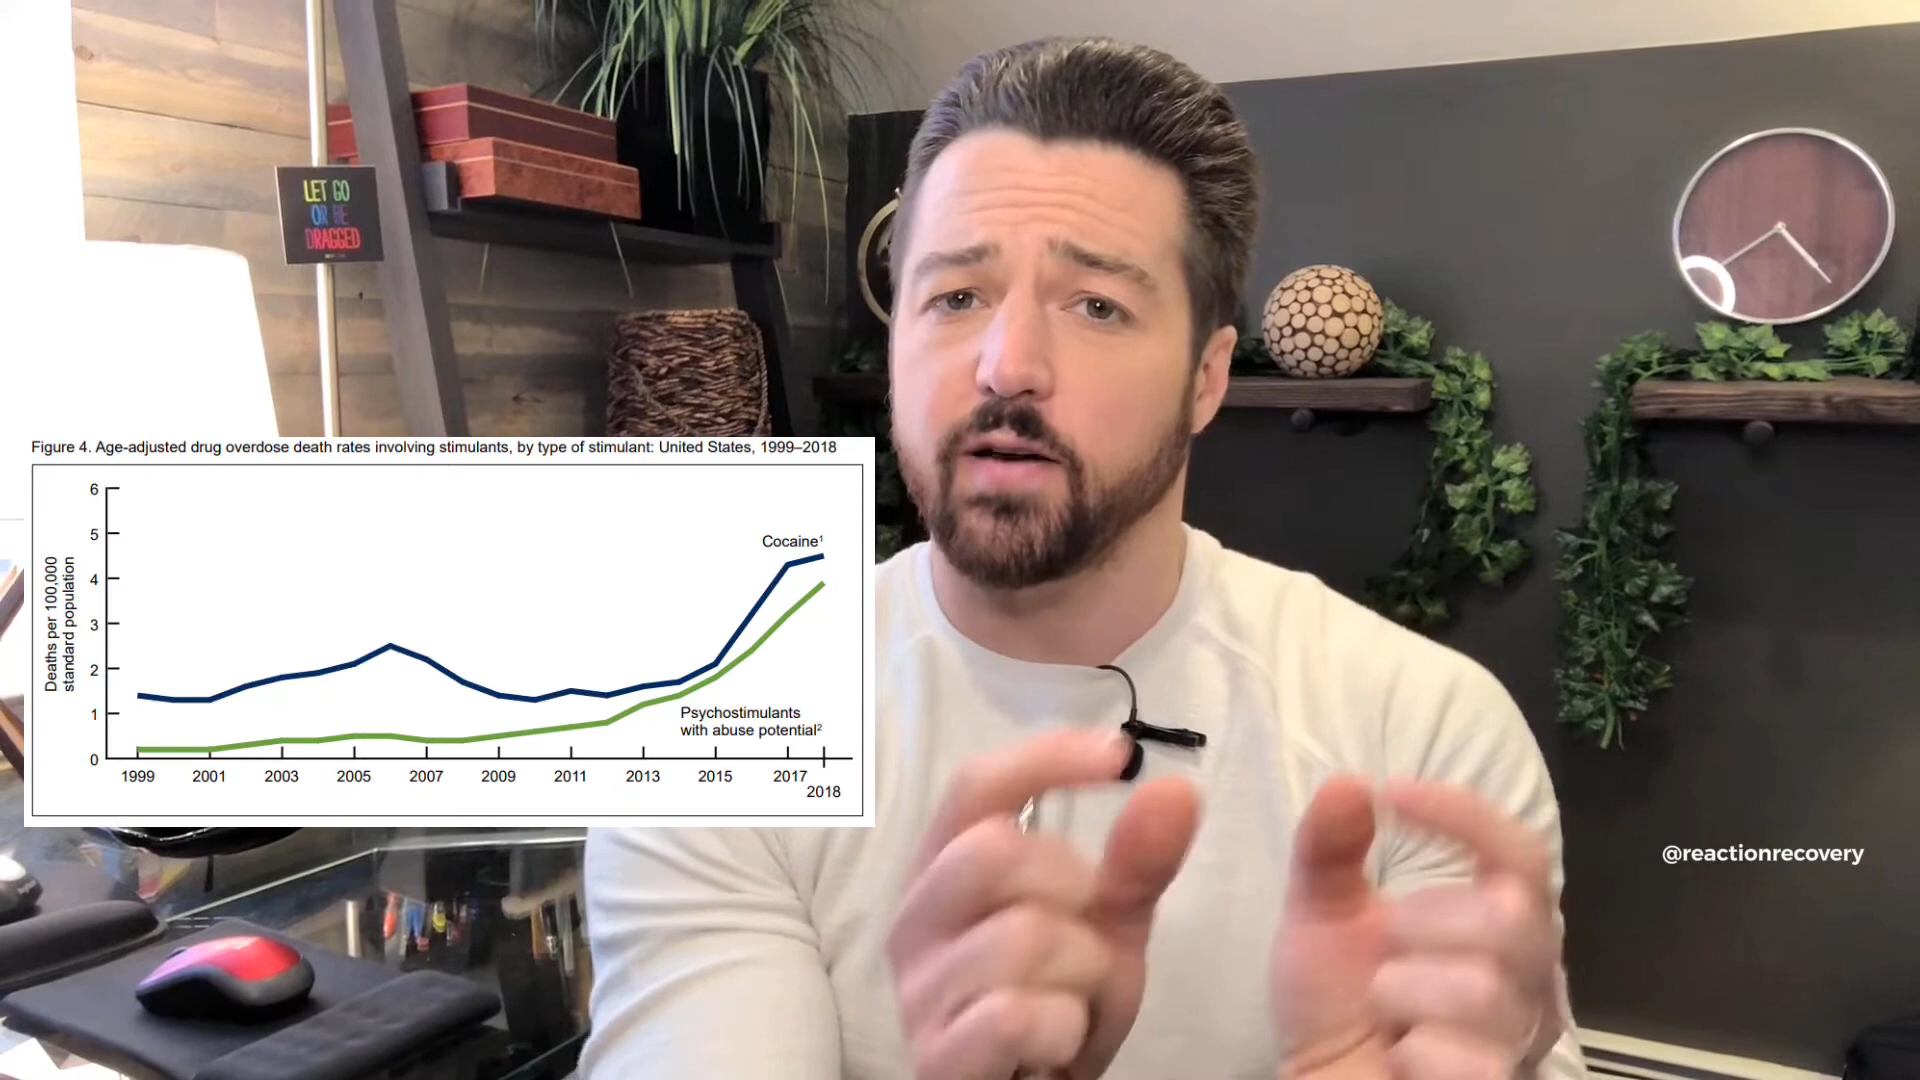 LET GO
OR BE
DRAGGED
Figure 4. Age-adjusted drug overdose death rates involving stimulants, by type of stimulant: United States, 1999–2018
Deaths per 100,000
standard population
6
5
4
3
2
1
0
Cocaine¹
Psychostimulants
with abuse potential²
1999 2001 2003 2005 2007 2009 2011 2013 2015 2017
2018
@reactionrecovery